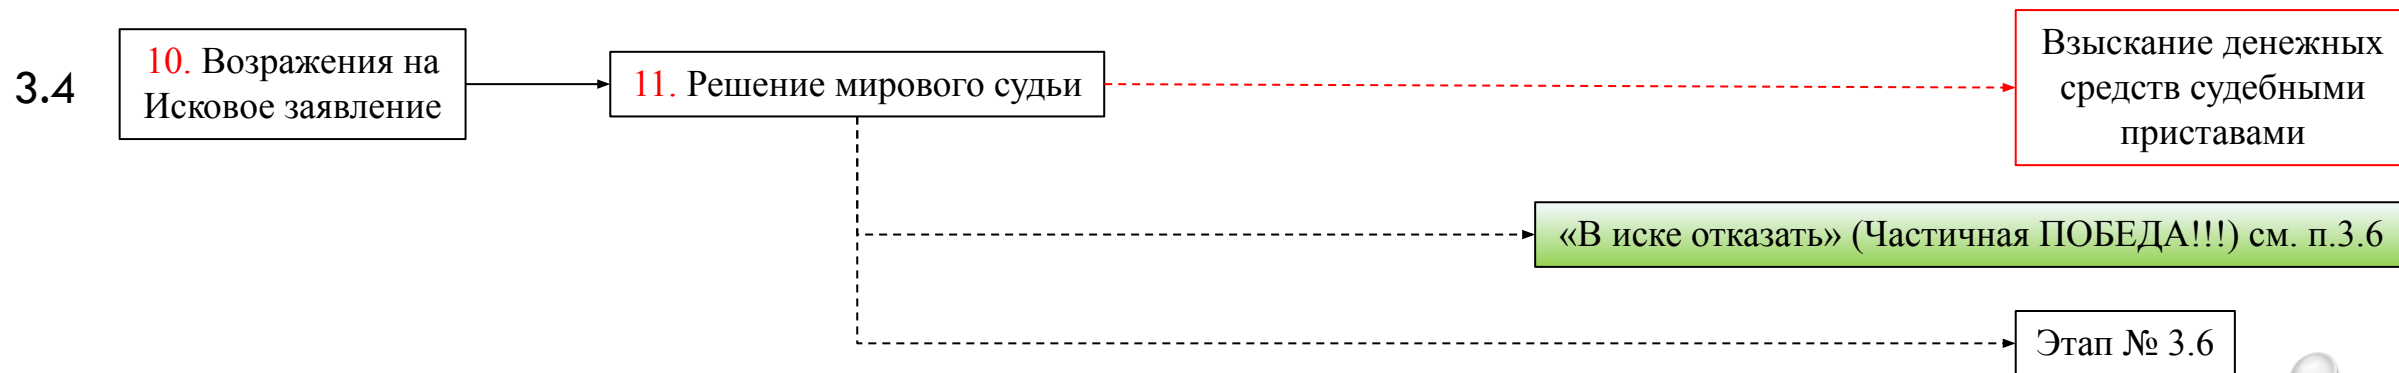 3.4
10. Возражения на
Исковое заявление
11. Решение мирового судьи
Взыскание денежных
средств судебными
приставами
«В иске отказать» (Частичная ПОБЕДА!!!) см. п.3.6
Этап № 3.6